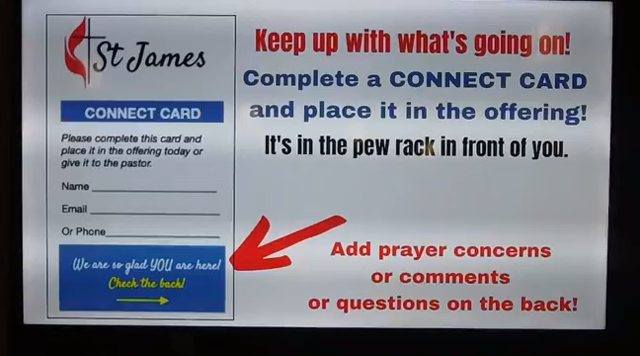 St James
CONNECT CARD
Please complete this card and
place it in the offering today or
give it to the pastor.
Name
Email
Or Phone
We are so glad YOU are here!
Check the back!
Keep up with what's going on!
Complete a CONNECT CARD
and place it in the offering!
It's in the pew rack in front of you.
Add prayer concerns
or comments
or questions on the back!